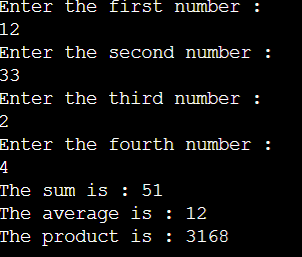 Enter the first number :
12
Enter the second number :
33
Enter the third number :
2
Enter the fourth number :
4
The sum is : 51
The average is : 12
The product is : 3168